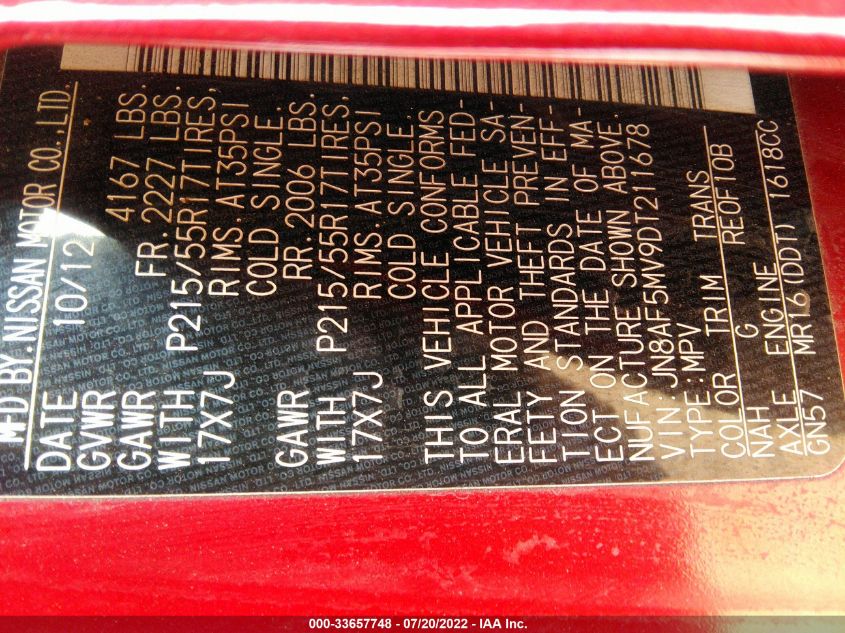 MFD BY. NISSAN MOTOR CO.,LTD.
DATE 10/12
GVWR 4167 LBS.
GAWR FR.2227 LBS.
WITH P215/55R17TIRES,
17X7J RIMS.AT35PSI
COLD SINGLE.
GAWR RR.2006 LBS.
WITH P215/55R17TIRES,
17X7J RIMS.AT35PSI
COLD SINGLE.
THIS VEHICLE CONFORMS
TO ALL APPLICABLE FED-
ERAL MOTOR VEHICLE SA-
FETY AND THEFT PREVEN-
TION STANDARDS IN EFF-
ECT ON THE DATE OF MA-
NUFACTURE SHOWN ABOVE.
VIN:JN8AF5MV9DT211678
TYPE:MPV
COLOR TRIM TRANS
NAH G RE0F10B
AXLE ENGINE
GN57 MR16(DDT) 1618CC
000-33657748 - 07/20/2022 - IAA Inc.